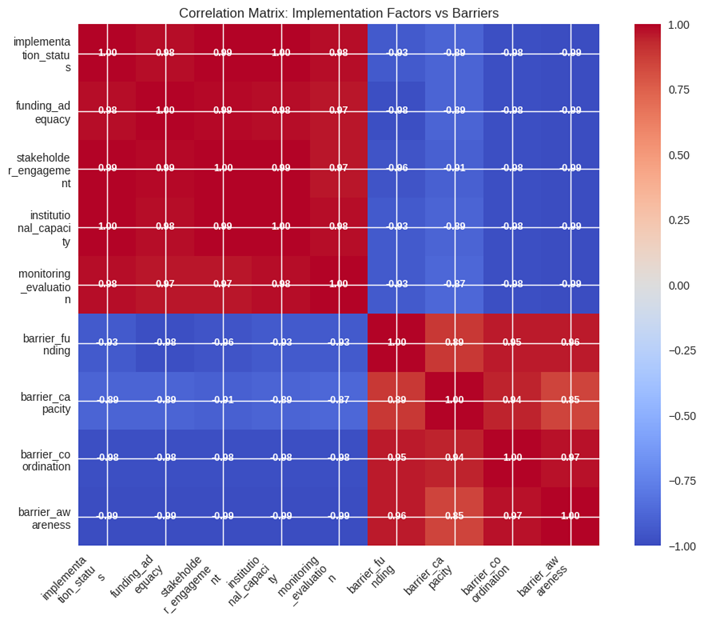 Correlation Matrix: Implementation Factors vs Barriers
implementa
tion_statu
s
1.00 0.98 0.99 1.00 0.98 -0.93 -0.89 -0.98 -0.99
funding_ad
equacy
0.98 1.00 0.99 0.98 0.97 -0.98 -0.89 -0.98 -0.99
stakeholde
r_engageme
nt
0.99 0.99 1.00 0.99 0.97 -0.96 -0.91 -0.98 -0.99
institutio
nal_capaci
ty
1.00 0.98 0.99 1.00 0.98 -0.93 -0.89 -0.98 -0.99
monitoring
_evaluatio
n
0.98 0.97 0.97 0.98 1.00 -0.93 -0.87 -0.98 -0.99
barrier_fu
nding
-0.93 -0.98 -0.96 -0.93 -0.93 1.00 0.89 0.95 0.96
barrier_ca
pacity
-0.89 -0.89 -0.91 -0.89 -0.87 0.89 1.00 0.94 0.85
barrier_co
ordination
-0.98 -0.98 -0.98 -0.98 -0.98 0.95 0.94 1.00 0.97
barrier_aw
areness
-0.99 -0.99 -0.99 -0.99 -0.99 0.96 0.85 0.97 1.00
implementa
tion_statu
s
funding_ad
equacy
stakeholde
r_engageme
nt
institutio
nal_capaci
ty
monitoring
_evaluatio
n
barrier_fu
nding
barrier_ca
pacity
barrier_co
ordination
barrier_aw
areness
1.00
0.75
0.50
0.25
0.00
−0.25
−0.50
−0.75
−1.00